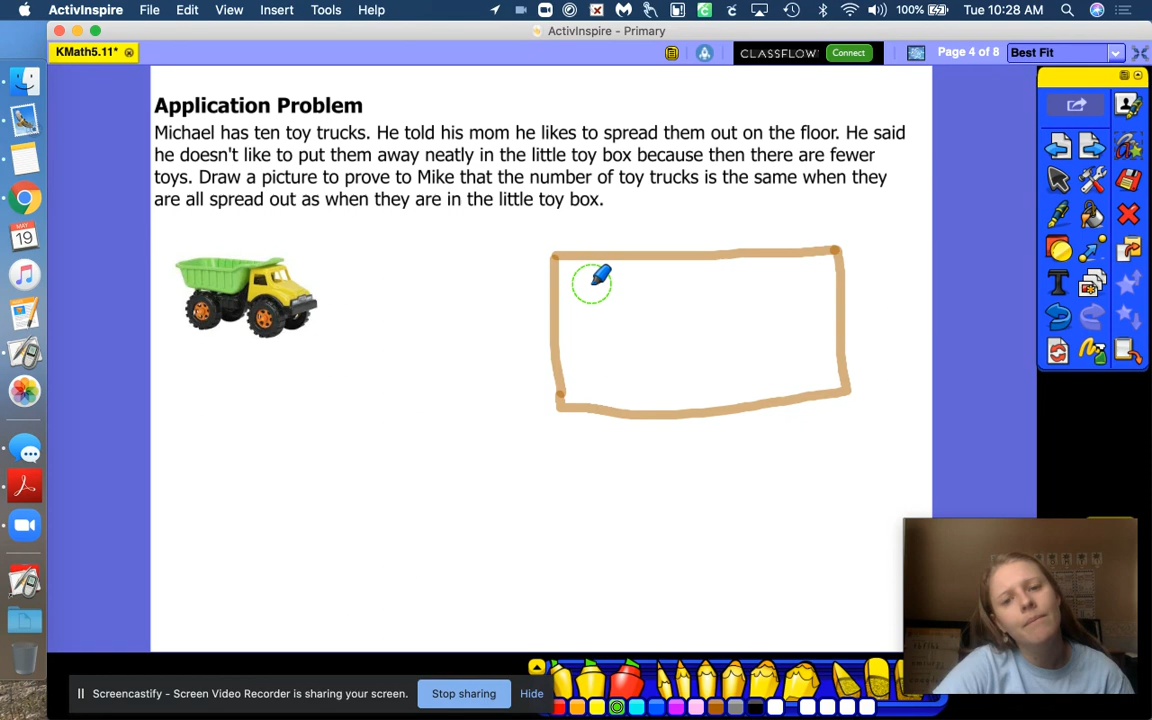 ActivInspire File Edit View Insert Tools Help 100% Tue 10:28 AM
ActivInspire - Primary
KMath5.11* CLASSFLOW Connect Page 4 of 8 Best Fit
Application Problem
Michael has ten toy trucks. He told his mom he likes to spread them out on the floor. He said
he doesn't like to put them away neatly in the little toy box because then there are fewer
toys. Draw a picture to prove to Mike that the number of toy trucks is the same when they
are all spread out as when they are in the little toy box.
19
Screencastify - Screen Video Recorder is sharing your screen. Stop sharing Hide